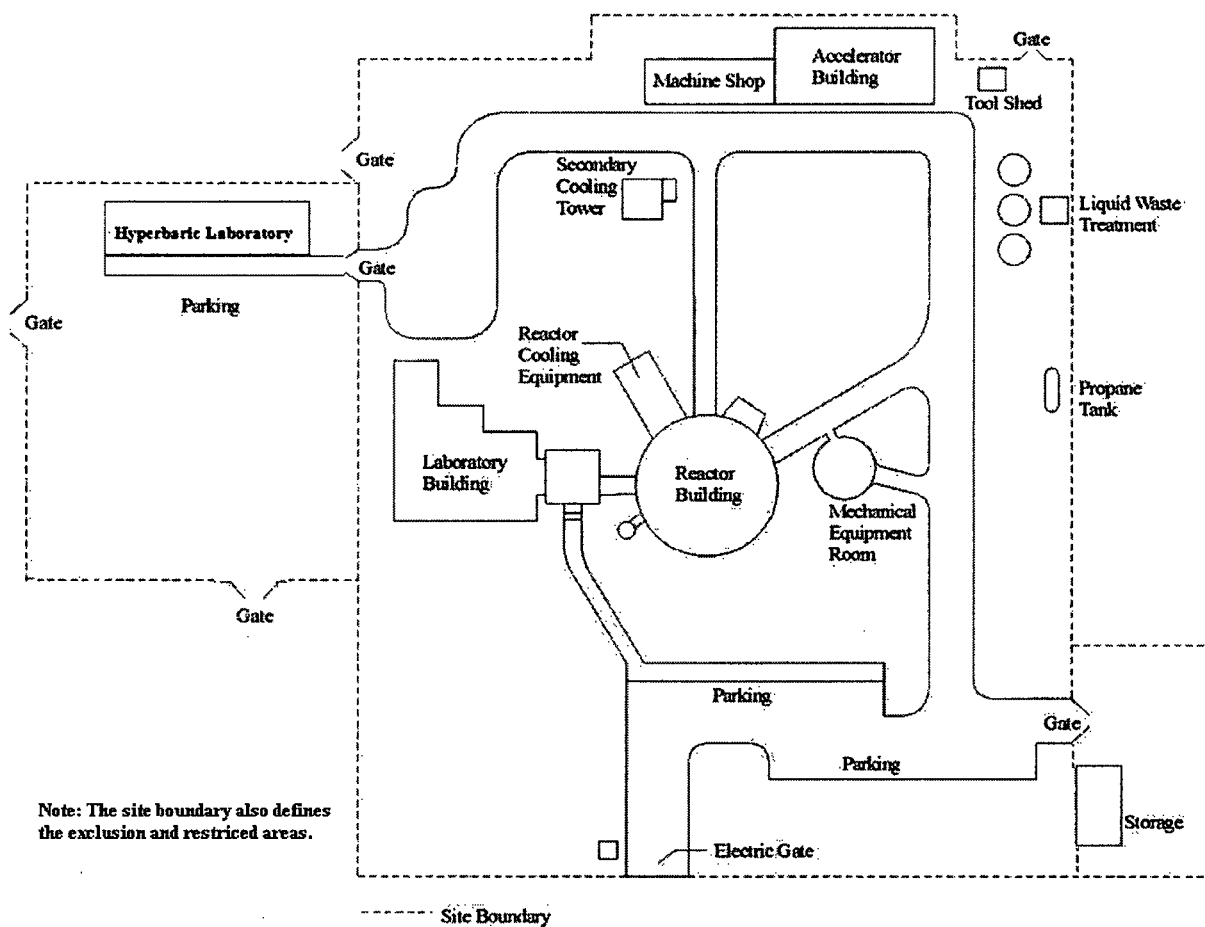 Gate
Accelerator
Building
Machine Shop
Tool Shed
Gate
Secondary
Cooling
Tower
Liquid Waste
Treatment
Hyperbaric Laboratory
Gate
Parking
Gate
Reactor
Cooling
Equipment
Propane
Tank
Laboratory
Building
Reactor
Building
Mechanical
Equipment
Room
Gate
Parking
Gate
Parking
Note: The site boundary also defines
the exclusion and restriced areas.
Storage
Electric Gate
Site Boundary